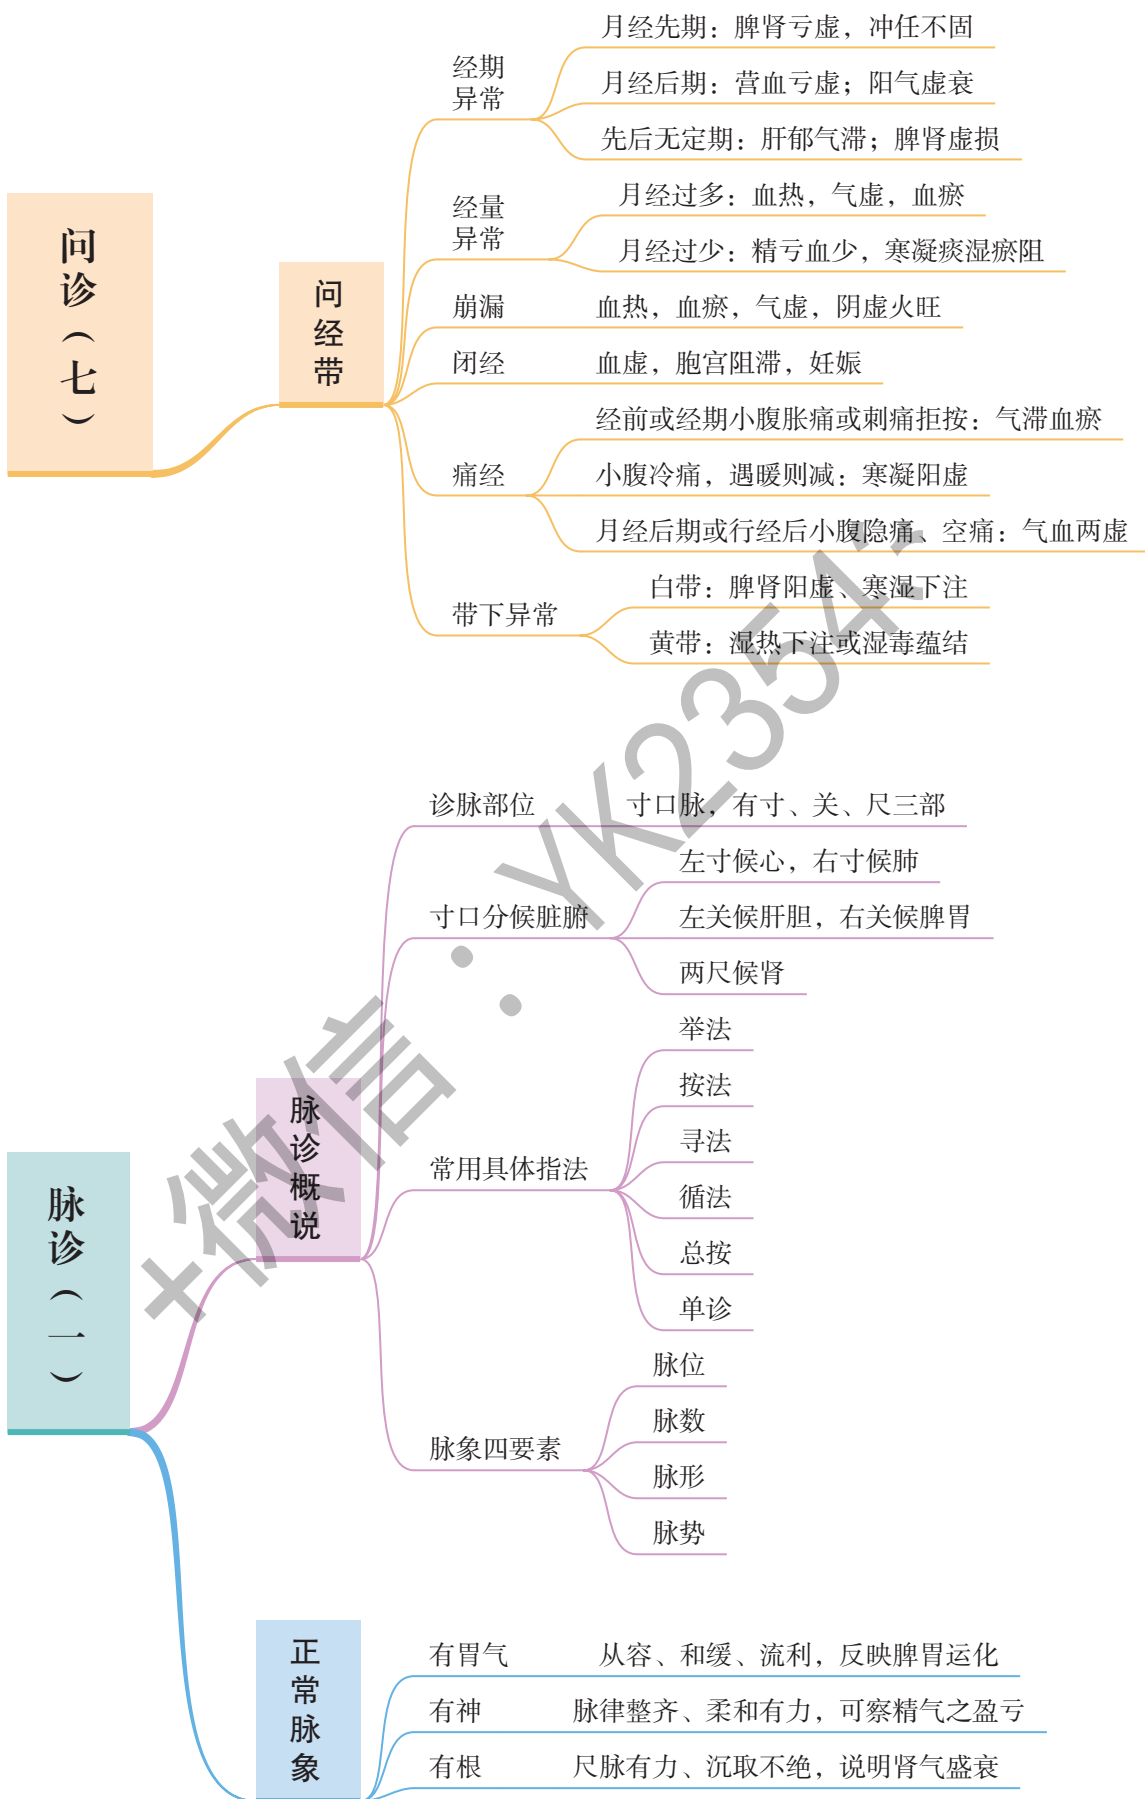 问诊（七）
问经带
经期
异常
月经先期：脾肾亏虚，冲任不固
月经后期：营血亏虚；阳气虚衰
先后无定期：肝郁气滞；脾肾虚损
经量
异常
月经过多：血热，气虚，血瘀
月经过少：精亏血少，寒凝痰湿瘀阻
崩漏
血热，血瘀，气虚，阴虚火旺
闭经
血虚，胞宫阻滞，妊娠
痛经
经前或经期小腹胀痛或刺痛拒按：气滞血瘀
小腹冷痛，遇暖则减：寒凝阳虚
月经后期或行经后小腹隐痛、空痛：气血两虚
带下异常
白带：脾肾阳虚、寒湿下注
黄带：湿热下注或湿毒蕴结
脉诊（一）
脉诊概说
诊脉部位
寸口脉，有寸、关、尺三部
寸口分候脏腑
左寸候心，右寸候肺
左关候肝胆，右关候脾胃
两尺候肾
常用具体指法
举法
按法
寻法
循法
总按
单诊
脉象四要素
脉位
脉数
脉形
脉势
正常脉象
有胃气
从容、和缓、流利，反映脾胃运化
有神
脉律整齐、柔和有力，可察精气之盈亏
有根
尺脉有力、沉取不绝，说明肾气盛衰
+微信：YK2354